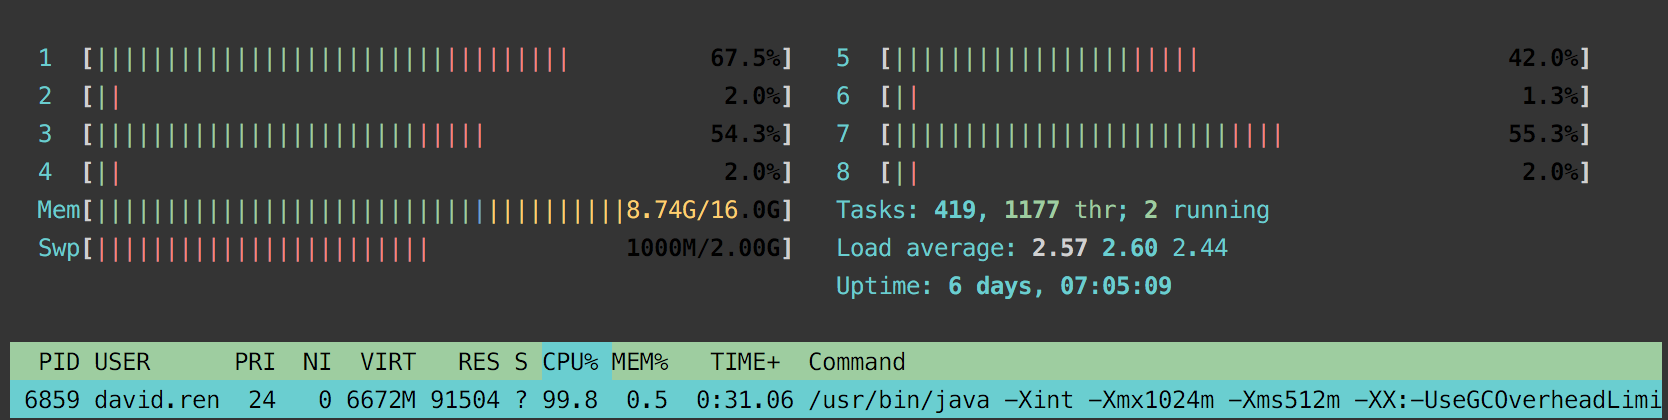 1 [||||||||||||||||||||||||||||||||||       67.5%]
5 [||||||||||||||||||||||       42.0%]
2 [||       2.0%]
6 [||       1.3%]
3 [||||||||||||||||||||||||||||       54.3%]
7 [||||||||||||||||||||||||||||       55.3%]
4 [||       2.0%]
8 [||       2.0%]
Mem[||||||||||||||||||||||||||||||||||||||8.74G/16.0G]
Tasks: 419, 1177 thr; 2 running
Swp[||||||||||||||||||||||||       1000M/2.00G]
Load average: 2.57 2.60 2.44
Uptime: 6 days, 07:05:09
PID USER PRI NI VIRT RES S CPU% MEM% TIME+ Command
6859 david.ren 24 0 6672M 91504 ? 99.8 0.5 0:31.06 /usr/bin/java -Xint -Xmx1024m -Xms512m -XX:-UseGCOverheadLimi